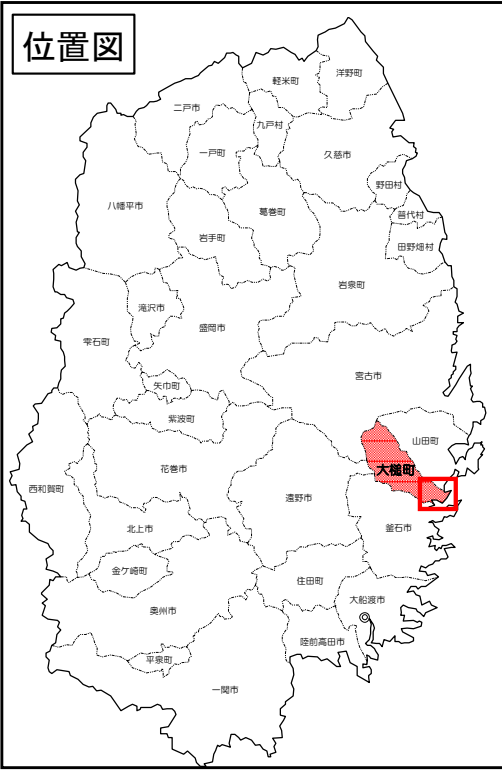 位置図
洋野町
軽米町
二戸市
九戸村
一戸町
久慈市
野田村
八幡平市
葛巻町
普代村
岩手町
田野畑村
岩泉町
滝沢市
盛岡市
雫石町
宮古市
矢巾町
紫波町
山田町
花巻市
大槌町
西和賀町
遠野市
釜石市
北上市
金ケ崎町
住田町
大船渡市
奥州市
陸前高田市
平泉町
一関市